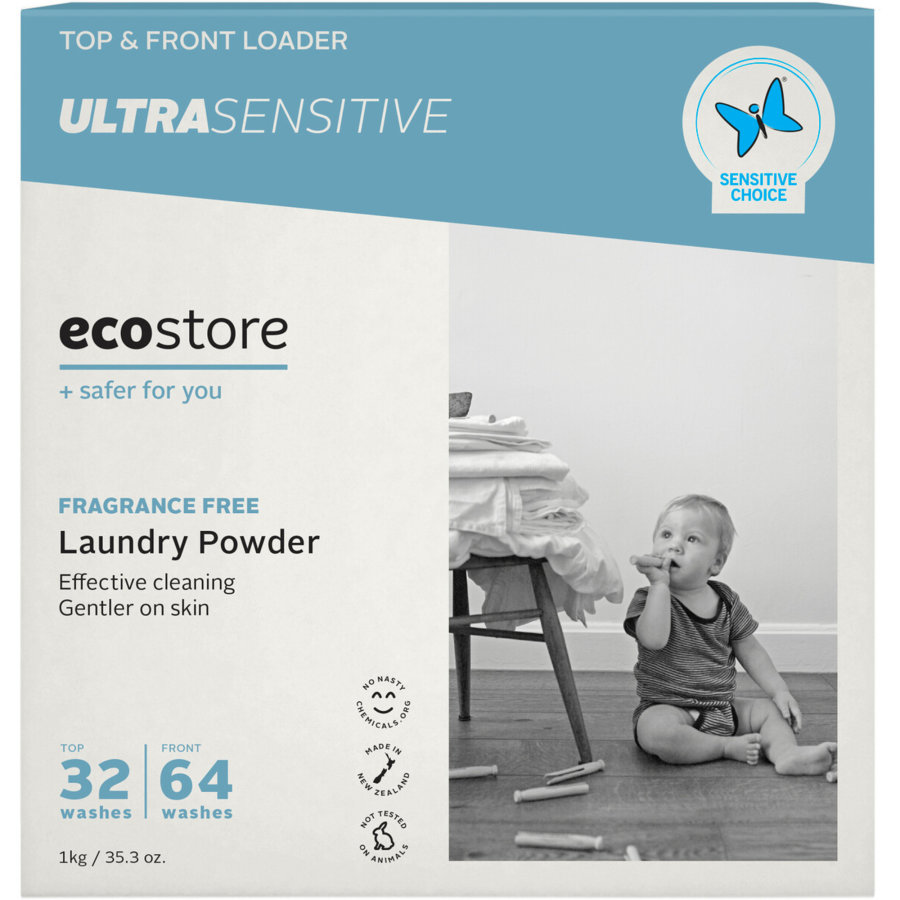 TOP & FRONT LOADER
ULTRASENSITIVE
®
SENSITIVE
CHOICE
ecostore
+ safer for you
FRAGRANCE FREE
Laundry Powder
Effective cleaning
Gentler on skin
NO NASTY
CHEMICALS.ORG
MADE IN
NEW ZEALAND
NOT TESTED
ON ANIMALS
TOP
32
washes
FRONT
64
washes
1kg / 35.3 oz.